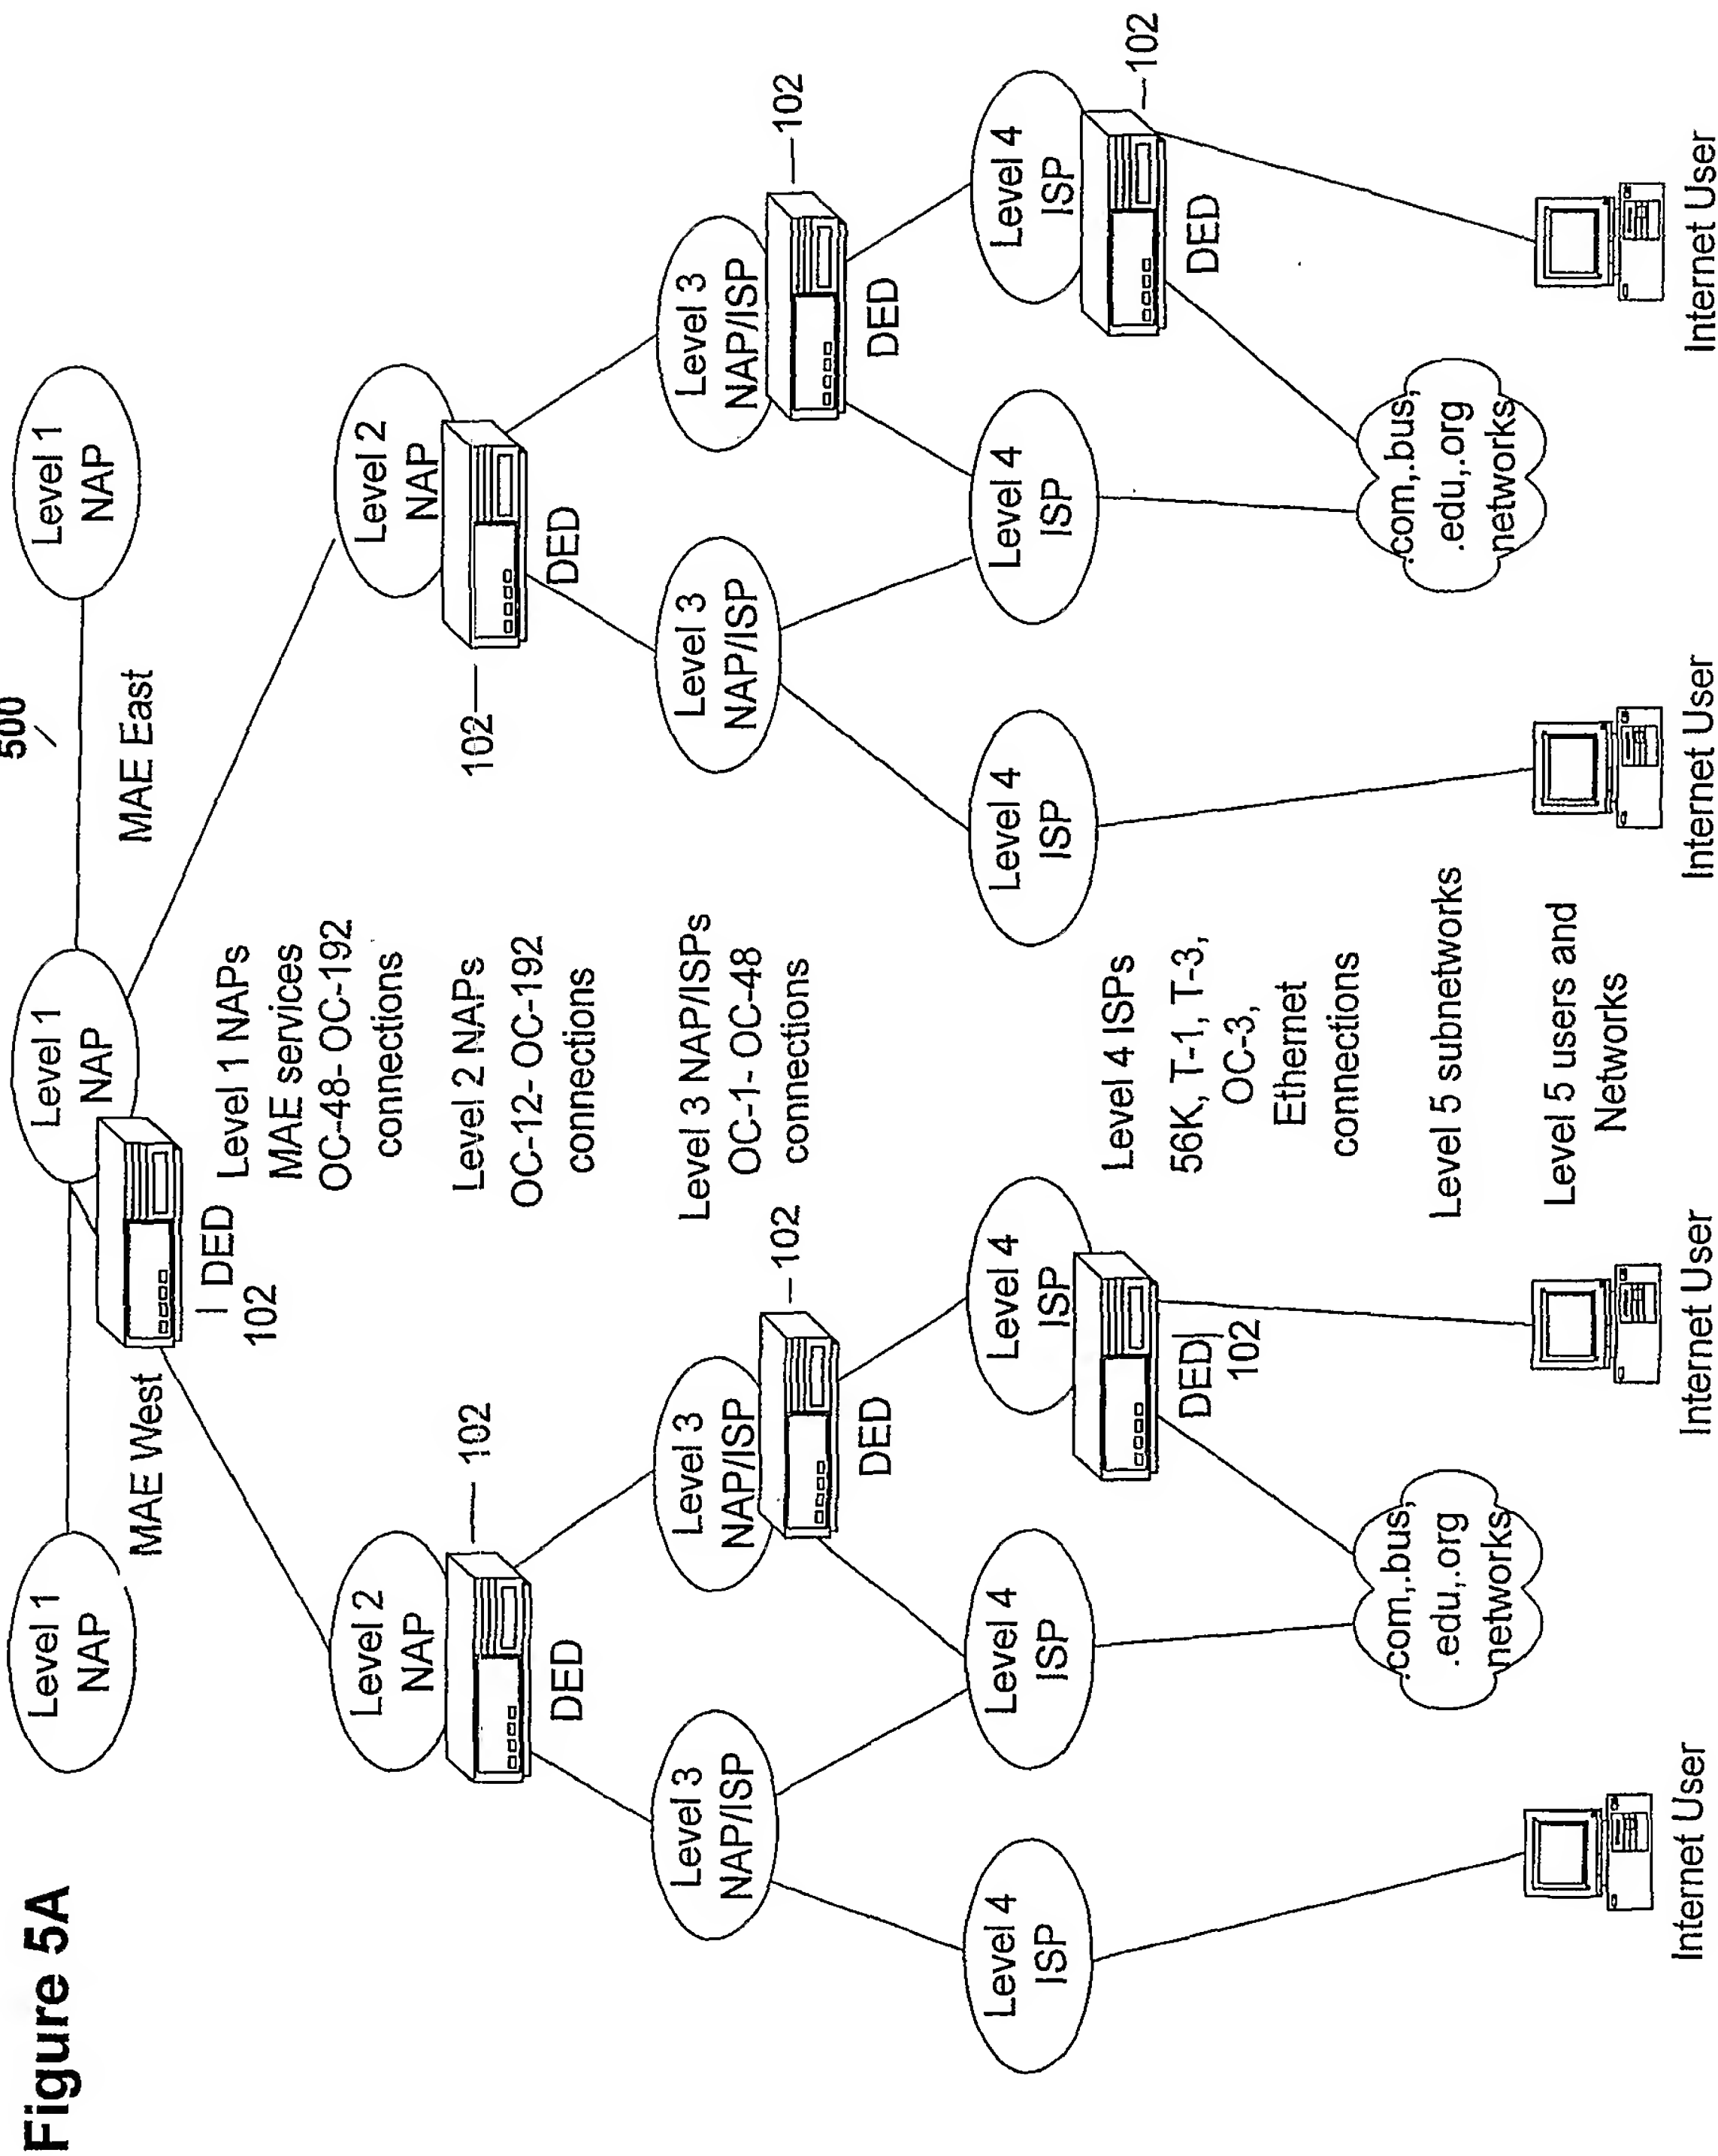 Figure 5A
500
Level 1
NAP
Level 1
NAP
Level 1
NAP
MAE West
DED
102
MAE East
Level 1 NAPs
MAE services
OC-48- OC-192
connections
Level 2
NAP
102
DED
Level 2 NAPs
OC-12- OC-192
connections
Level 2
NAP
102
DED
Level 3
NAP/ISP
Level 3
NAP/ISP
102
DED
Level 3 NAP/ISPs
OC-1- OC-48
connections
Level 3
NAP/ISP
Level 3
NAP/ISP
102
DED
Level 4
ISP
Level 4
ISP
Level 4
ISP
DED
102
Level 4 ISPs
56K, T-1, T-3,
OC-3,
Ethernet
connections
Level 4
ISP
Level 4
ISP
Level 4
ISP
102
DED
.com,.bus,
.edu,.org
networks
Level 5 subnetworks
.com,.bus,
.edu,.org
networks
Level 5 users and
Networks
Internet User
Internet User
Internet User
Internet User